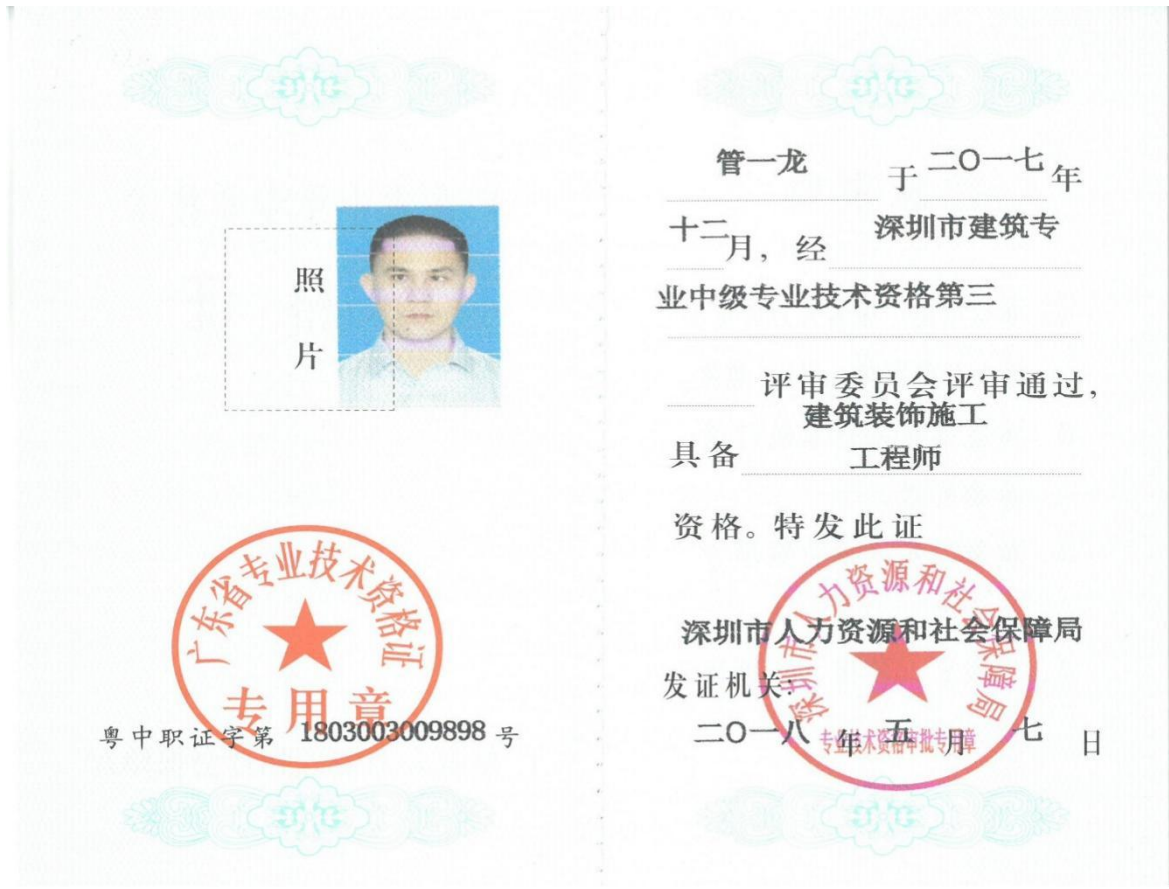 照
片
广东省专业技术资格证
专用章
粤中职证字第 1803003009898 号
管一龙 于 二〇一七 年
十二月，经 深圳市建筑专
业中级专业技术资格第三
评审委员会评审通过，
建筑装饰施工
具备 工程师
资格。特发此证
深圳市人力资源和社会保障局
深圳市人力资源和社会保障局
发证机关：
专业技术资格审批专用章
二〇一八 年 五 月 七 日